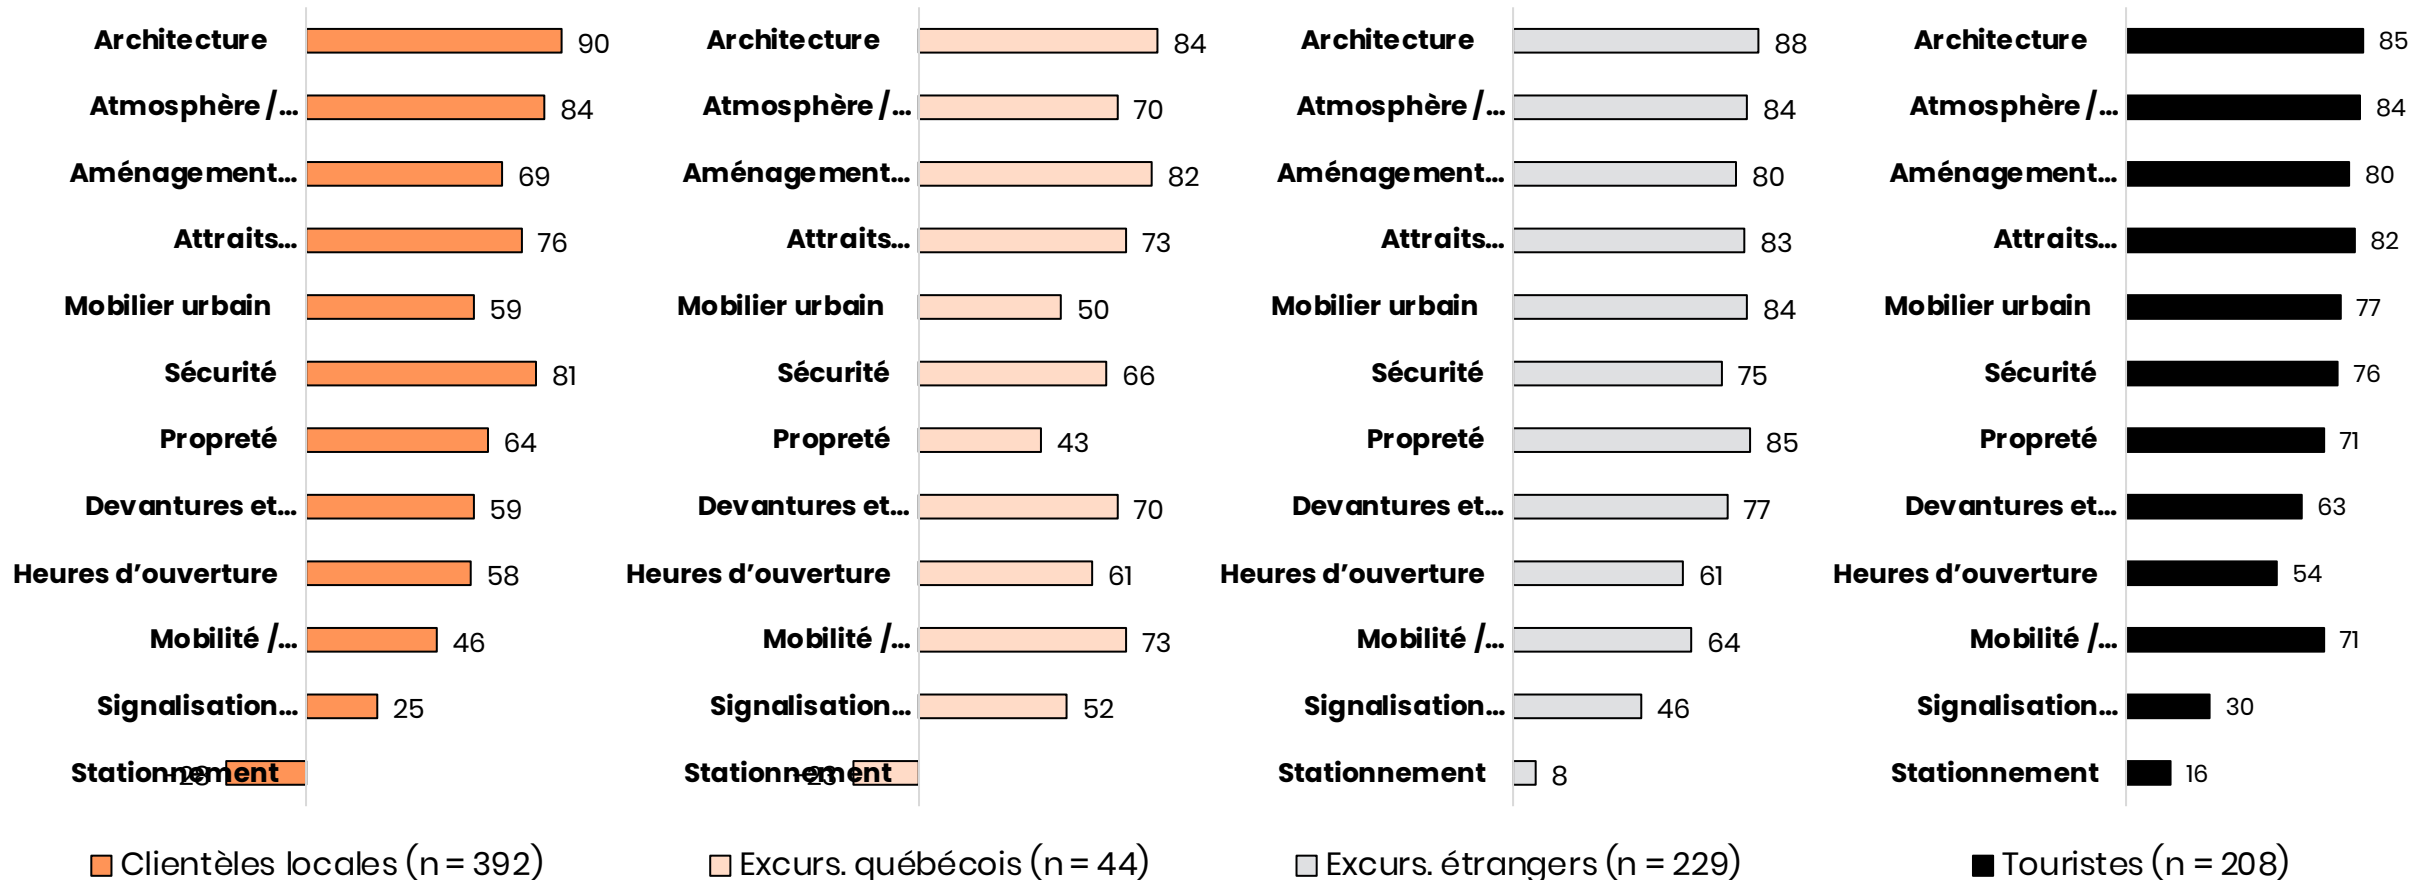 Architecture 90 Architecture 84 Architecture 88 Architecture 85
Atmosphère /... 84 Atmosphère /... 70 Atmosphère /... 84 Atmosphère /... 84
Aménagement... 69 Aménagement... 82 Aménagement... 80 Aménagement... 80
Attraits... 76 Attraits... 73 Attraits... 83 Attraits... 82
Mobilier urbain 59 Mobilier urbain 50 Mobilier urbain 84 Mobilier urbain 77
Sécurité 81 Sécurité 66 Sécurité 75 Sécurité 76
Propreté 64 Propreté 43 Propreté 85 Propreté 71
Devantures et... 59 Devantures et... 70 Devantures et... 77 Devantures et... 63
Heures d’ouverture 58 Heures d’ouverture 61 Heures d’ouverture 61 Heures d’ouverture 54
Mobilité /... 46 Mobilité /... 73 Mobilité /... 64 Mobilité /... 71
Signalisation... 25 Signalisation... 52 Signalisation... 46 Signalisation... 30
Stationnement -28 Stationnement -23 Stationnement 8 Stationnement 16
Clientèles locales (n = 392) Excurs. québécois (n = 44) Excurs. étrangers (n = 229) Touristes (n = 208)